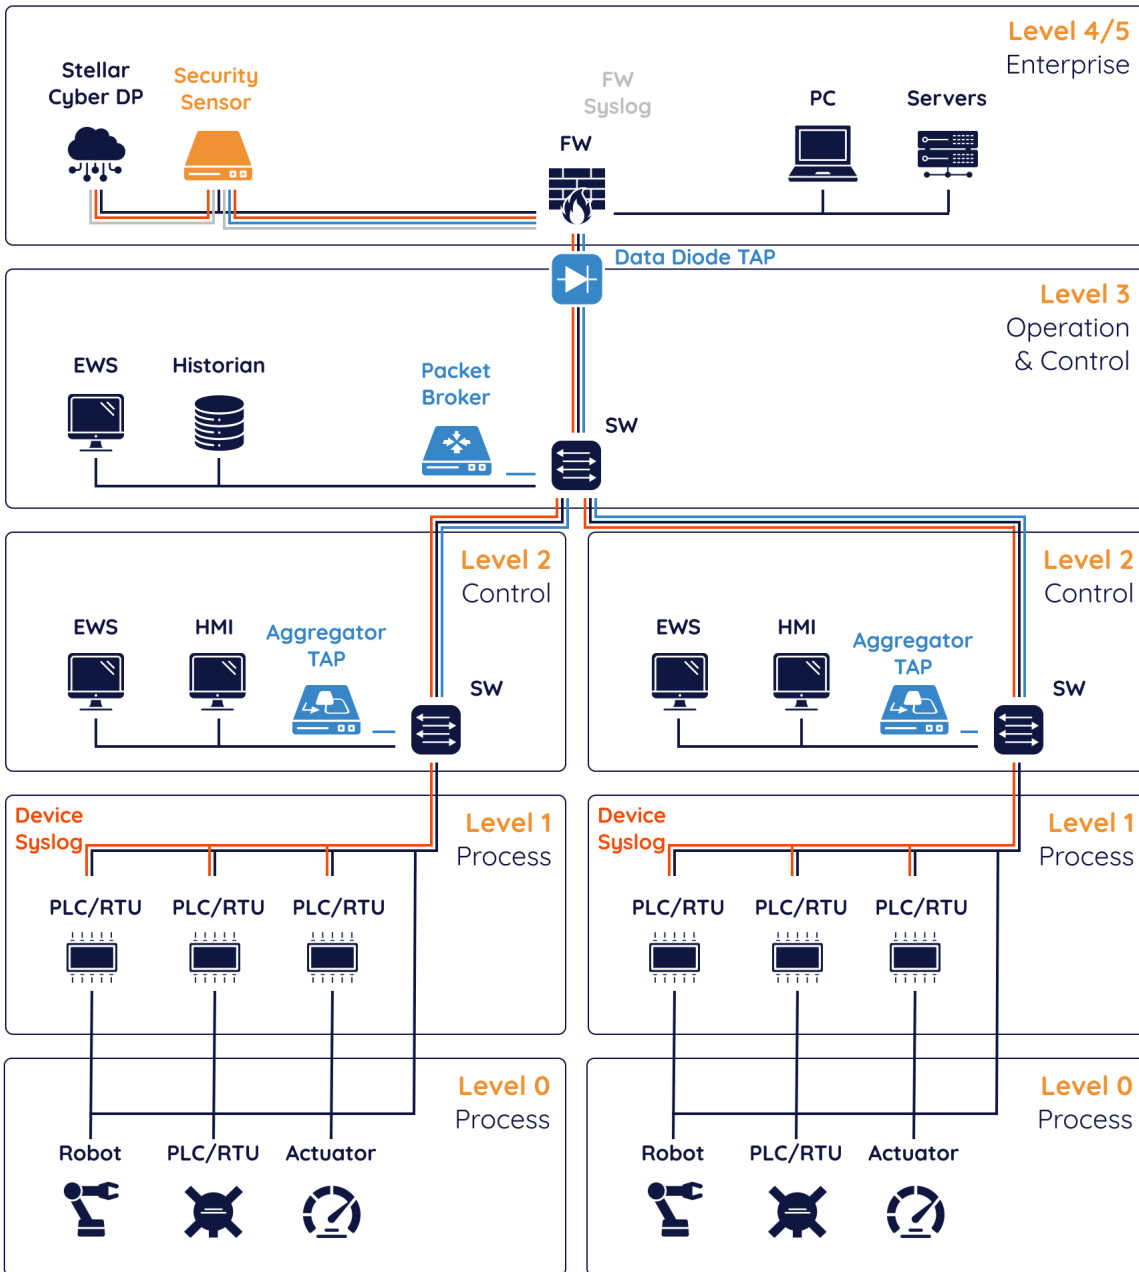 Level 4/5
Enterprise
Stellar
Cyber DP
Security
Sensor
FW
Syslog
FW
PC
Servers
Data Diode TAP
Level 3
Operation
& Control
EWS
Historian
Packet
Broker
SW
Level 2
Control
EWS
HMI
Aggregator
TAP
SW
Level 2
Control
EWS
HMI
Aggregator
TAP
SW
Device
Syslog
Level 1
Process
PLC/RTU
PLC/RTU
PLC/RTU
Device
Syslog
Level 1
Process
PLC/RTU
PLC/RTU
PLC/RTU
Level 0
Process
Robot
PLC/RTU
Actuator
Level 0
Process
Robot
PLC/RTU
Actuator